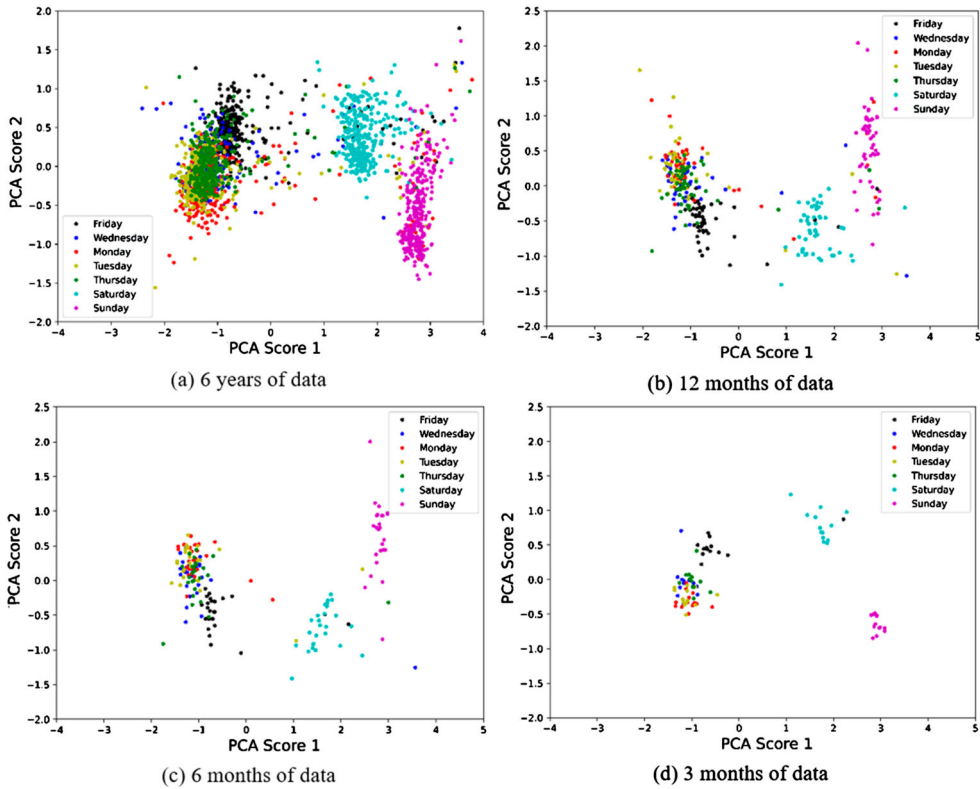 2.0
1.5
1.0
0.5
0.0
−0.5
−1.0
−1.5
−2.0
PCA Score 2
Friday
Wednesday
Monday
Tuesday
Thursday
Saturday
Sunday
−4 −3 −2 −1 0 1 2 3 4
PCA Score 1
(a) 6 years of data
2.5
2.0
1.5
1.0
0.5
0.0
−0.5
−1.0
−1.5
−2.0
PCA Score 2
Friday
Wednesday
Monday
Tuesday
Thursday
Saturday
Sunday
−4 −3 −2 −1 0 1 2 3 4 5
PCA Score 1
(b) 12 months of data
2.5
2.0
1.5
1.0
0.5
0.0
−0.5
−1.0
−1.5
−2.0
PCA Score 2
Friday
Wednesday
Monday
Tuesday
Thursday
Saturday
Sunday
−4 −3 −2 −1 0 1 2 3 4 5
PCA Score 1
(c) 6 months of data
2.5
2.0
1.5
1.0
0.5
0.0
−0.5
−1.0
−1.5
−2.0
PCA Score 2
Friday
Wednesday
Monday
Tuesday
Thursday
Saturday
Sunday
−4 −3 −2 −1 0 1 2 3 4 5
PCA Score 1
(d) 3 months of data